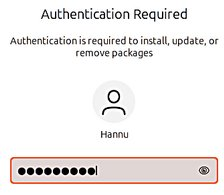 Authentication Required
Authentication is required to install, update, or
remove packages
Hannu
●●●●●●●●●